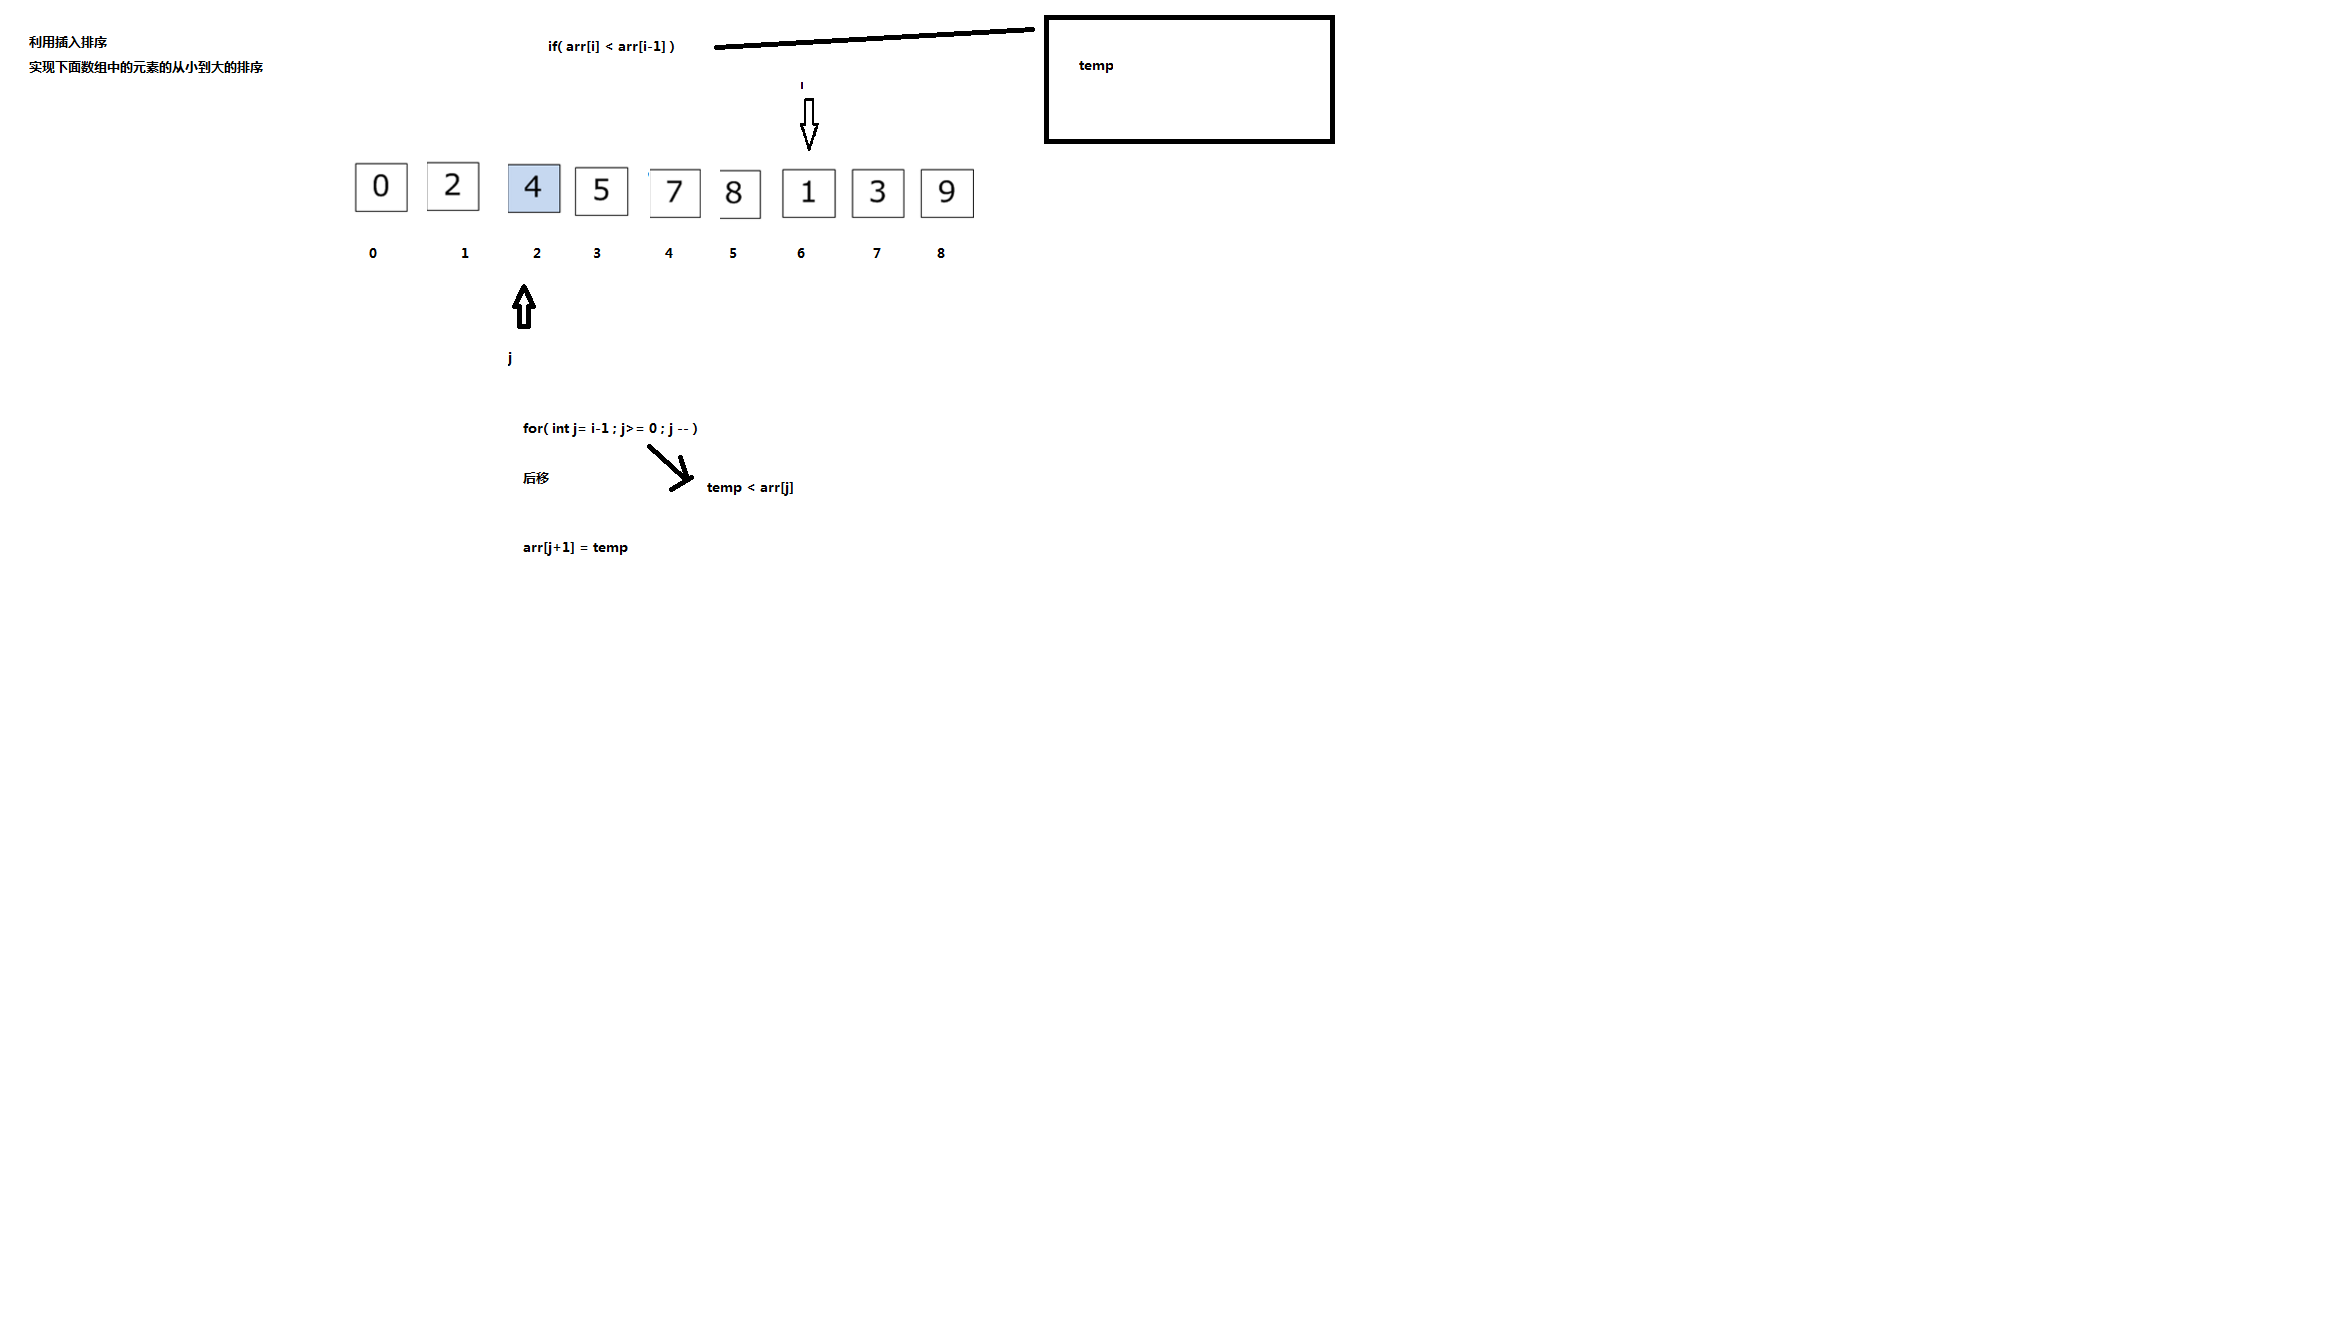 利用插入排序
实现下面数组中的元素的从小到大的排序
if( arr[i] < arr[i-1] )
temp
0 2 4 5 7 8 1 3 9
0 1 2 3 4 5 6 7 8
j
for( int j= i-1 ; j>= 0 ; j -- )
后移
temp < arr[j]
arr[j+1] = temp